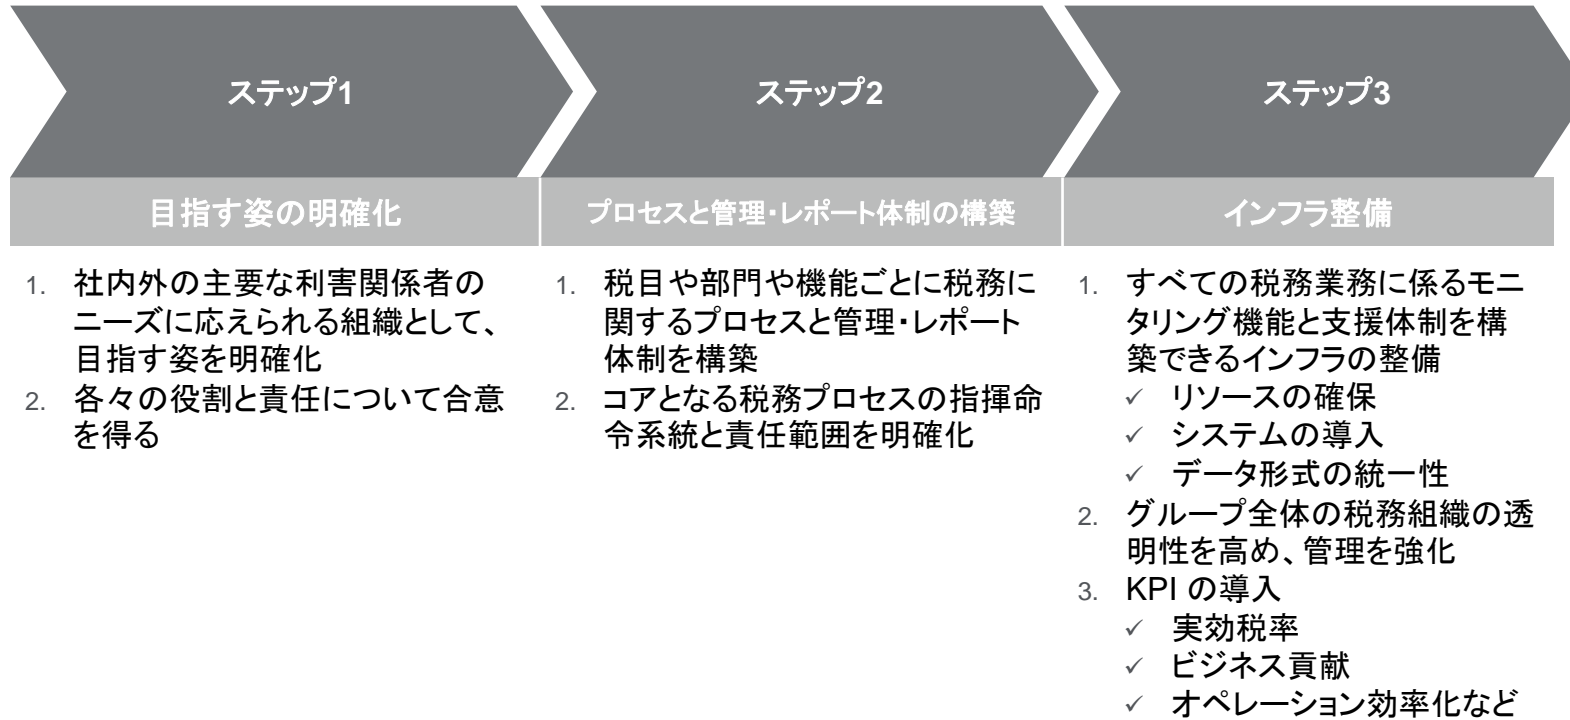 ステップ1
ステップ2
ステップ3
目指す姿の明確化
プロセスと管理・レポート体制の構築
インフラ整備
1. 社内外の主要な利害関係者の
ニーズに応えられる組織として、
目指す姿を明確化
2. 各々の役割と責任について合意
を得る
1. 税目や部門や機能ごとに税務に
関するプロセスと管理・レポート
体制を構築
2. コアとなる税務プロセスの指揮命
令系統と責任範囲を明確化
1. すべての税務業務に係るモニ
タリング機能と支援体制を構
築できるインフラの整備
✓ リソースの確保
✓ システムの導入
✓ データ形式の統一性
2. グループ全体の税務組織の透
明性を高め、管理を強化
3. KPI の導入
✓ 実効税率
✓ ビジネス貢献
✓ オペレーション効率化など